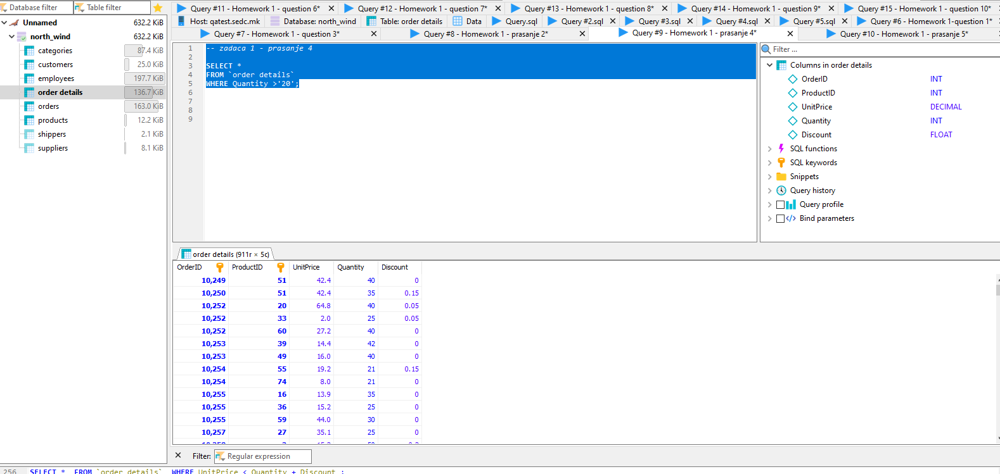 Database filter
Table filter
Unnamed 632.2 KiB
north_wind 632.2 KiB
categories 87.4 KiB
customers 25.0 KiB
employees 197.7 KiB
order details 136.7 KiB
orders 163.0 KiB
products 12.2 KiB
shippers 2.1 KiB
suppliers 8.1 KiB
Query #11 - Homework 1 - question 6*
Query #12 - Homework 1 - question 7*
Query #13 - Homework 1 - question 8*
Query #14 - Homework 1 - question 9*
Query #15 - Homework 1 - question 10*
Host: qatest.sedc.mk
Database: north_wind
Table: order details
Data
Query.sql
Query #2.sql
Query #3.sql
Query #4.sql
Query #5.sql
Query #6 - Homework 1-question 1*
Query #7 - Homework 1 - question 3*
Query #8 - Homework 1 - prasanje 2*
Query #9 - Homework 1 - prasanje 4*
Query #10 - Homework 1 - prasanje 5*
1 -- zadaca 1 - prasanje 4
2
3 SELECT *
4 FROM `order details`
5 WHERE Quantity >'20';
6
7
8
9
Filter ...
Columns in order details
OrderID INT
ProductID INT
UnitPrice DECIMAL
Quantity INT
Discount FLOAT
SQL functions
SQL keywords
Snippets
Query history
Query profile
Bind parameters
order details (911r × 5c)
OrderID ProductID UnitPrice Quantity Discount
10,249 51 42.4 40 0
10,250 51 42.4 35 0.15
10,252 20 64.8 40 0.05
10,252 33 2.0 25 0.05
10,252 60 27.2 40 0
10,253 39 14.4 42 0
10,253 49 16.0 40 0
10,254 55 19.2 21 0.15
10,254 74 8.0 21 0
10,255 16 13.9 35 0
10,255 36 15.2 25 0
10,255 59 44.0 30 0
10,257 27 35.1 25 0
Filter: Regular expression
256 SELECT * FROM `order details` WHERE UnitPrice < Quantity + Discount ;